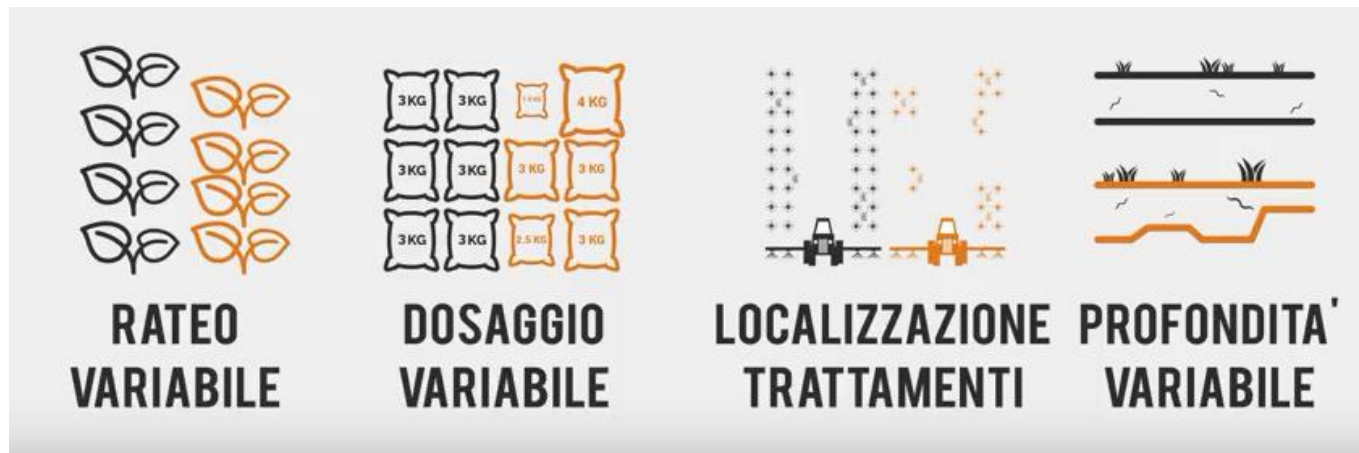 3KG 3KG 4 KG
3KG 3KG 3 KG 3 KG
3KG 3KG 2.5 KG 3 KG
RATEO
VARIABILE
DOSAGGIO
VARIABILE
LOCALIZZAZIONE
TRATTAMENTI
PROFONDITA'
VARIABILE